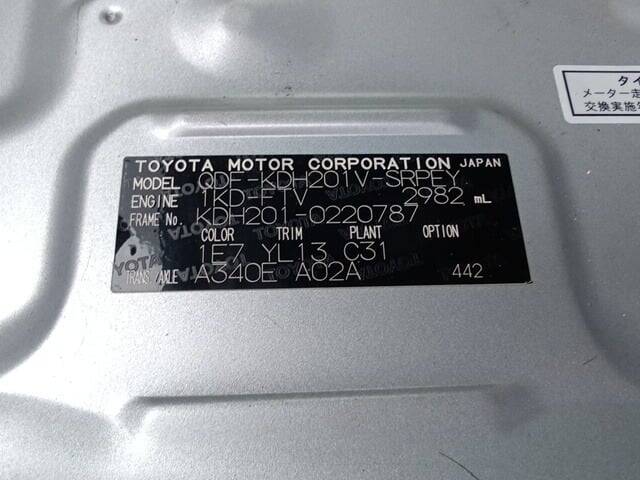 TOYOTA MOTOR CORPORATION JAPAN
MODEL QDF-KDH201V-SRPEY
ENGINE 1KD-FTV 2982 mL
FRAME No. KDH201-0220787
COLOR TRIM PLANT OPTION
1E7 YL13 C31
TRANS/AXLE A340E A02A 442
タイ
メーター走
交換実施